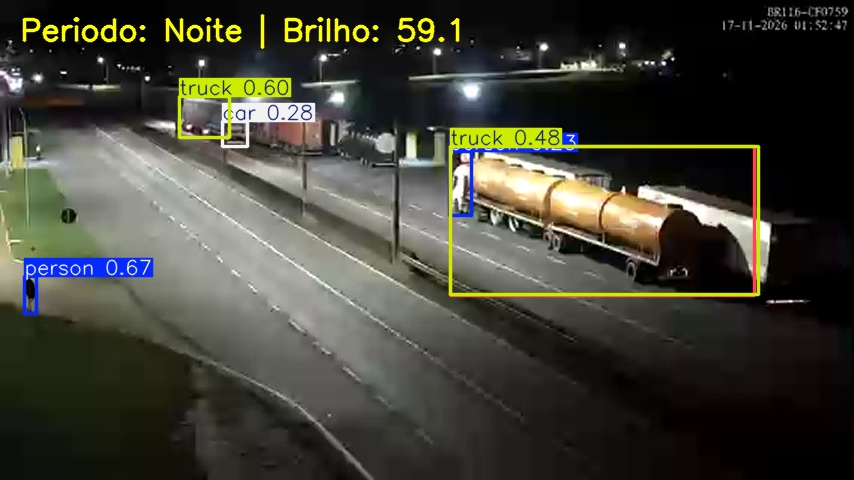 Periodo: Noite | Brilho: 59.1
BR116-CF0759
17-11-2026 01:52:47
truck 0.60
car 0.28
truck 0.48
person 0.67